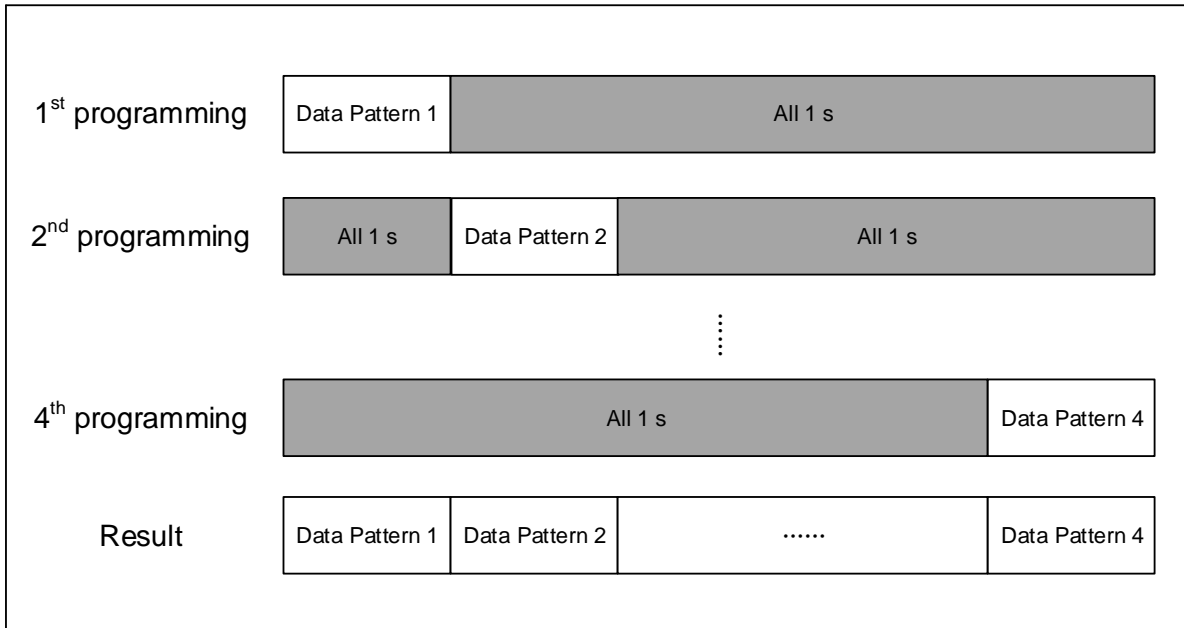 1st programming Data Pattern 1 All 1 s
2nd programming All 1 s Data Pattern 2 All 1 s
4th programming All 1 s Data Pattern 4
Result Data Pattern 1 Data Pattern 2 ...... Data Pattern 4